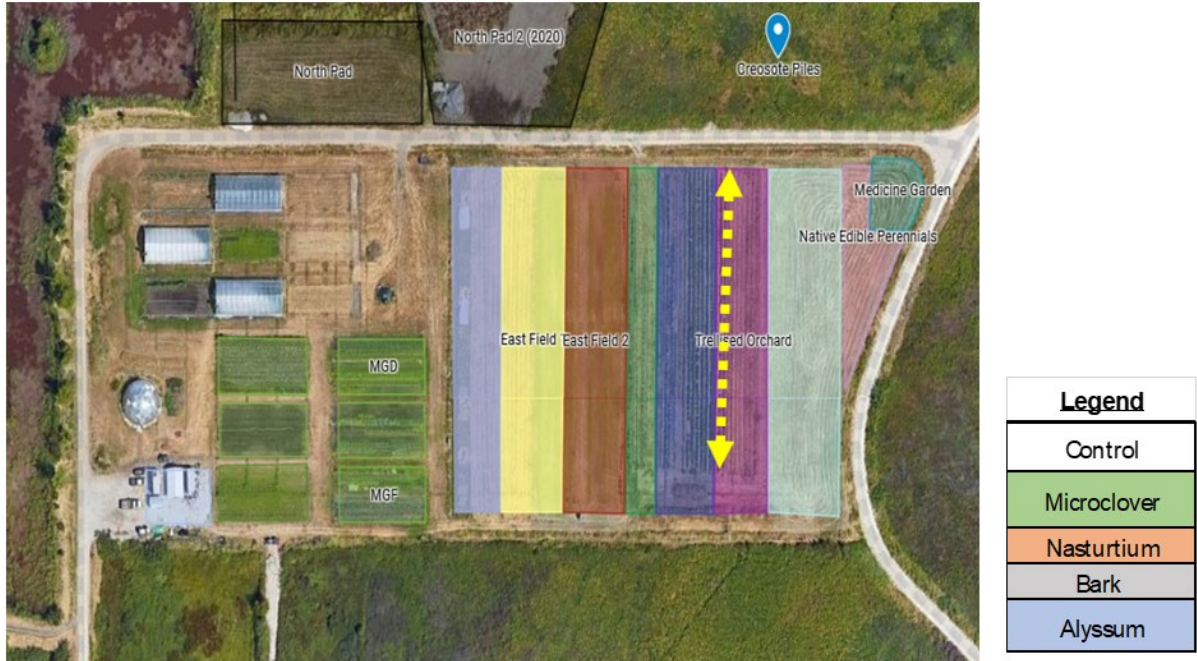 North Pad
North Pad 2 (2020)
Creosote Piles
Medicine Garden
Native Edible Perennials
East Field
East Field 2
Trellised Orchard
MGD
MGF
Legend
Control
Microclover
Nasturtium
Bark
Alyssum